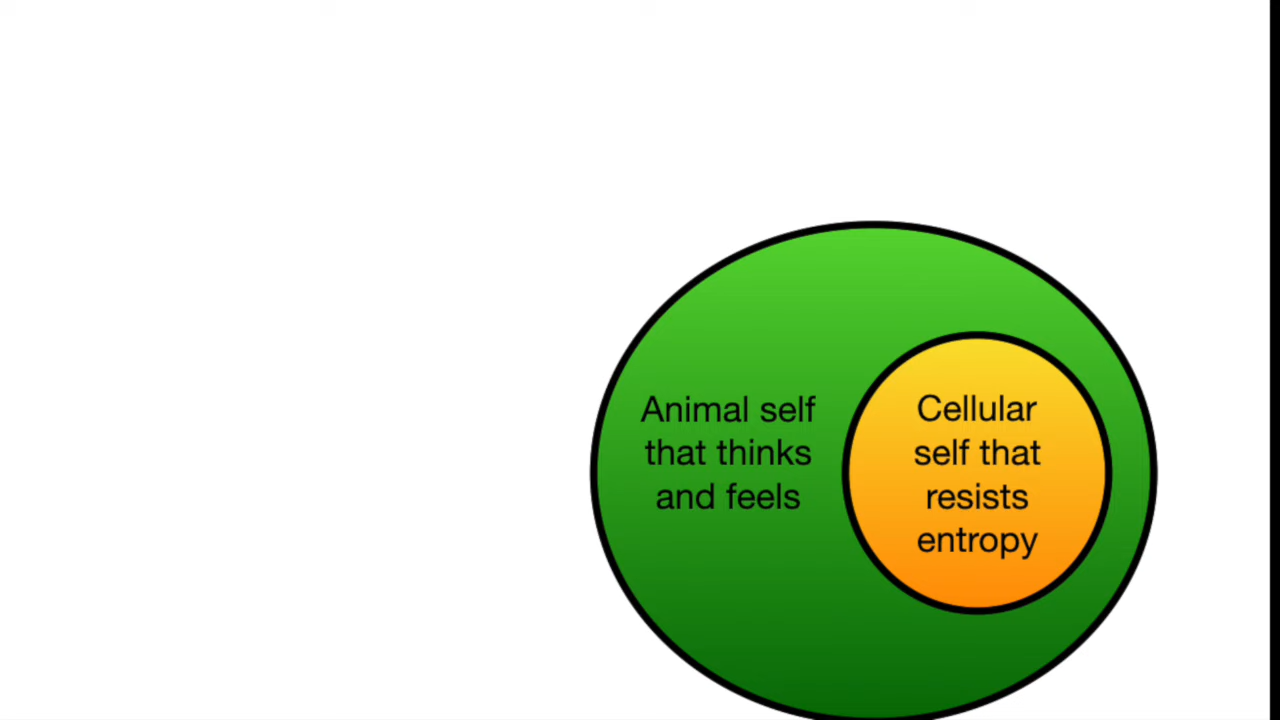 Animal self
that thinks
and feels
Cellular
self that
resists
entropy